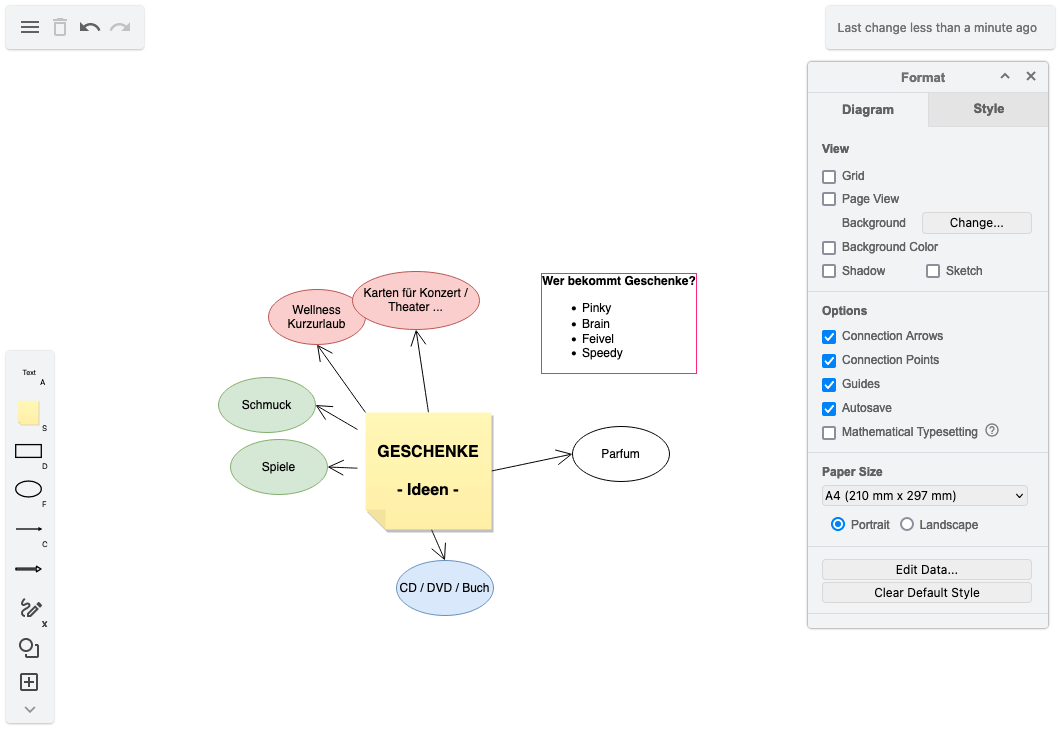 Last change less than a minute ago
Format
Diagram
Style
View
Grid
Page View
Background
Change...
Background Color
Shadow
Sketch
Options
Connection Arrows
Connection Points
Guides
Autosave
Mathematical Typesetting
?
Paper Size
A4 (210 mm x 297 mm)
Portrait
Landscape
Edit Data...
Clear Default Style
Text
A
S
D
F
C
X
Wellness
Kurzurlaub
Karten für Konzert /
Theater ...
Wer bekommt Geschenke?
Pinky
Brain
Feivel
Speedy
Schmuck
Spiele
GESCHENKE
- Ideen -
Parfum
CD / DVD / Buch